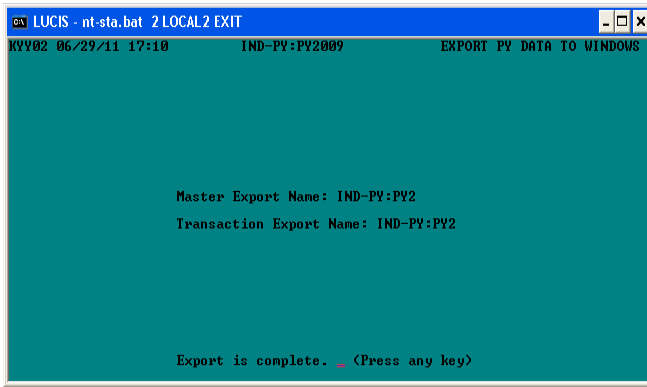 LUCIS - nt-sta.bat 2 LOCAL2 EXIT
KYY02 06/29/11 17:10 IND-PY:PY2009 EXPORT PY DATA TO WINDOWS
Master Export Name: IND-PY:PY2
Transaction Export Name: IND-PY:PY2
Export is complete. _ (Press any key)